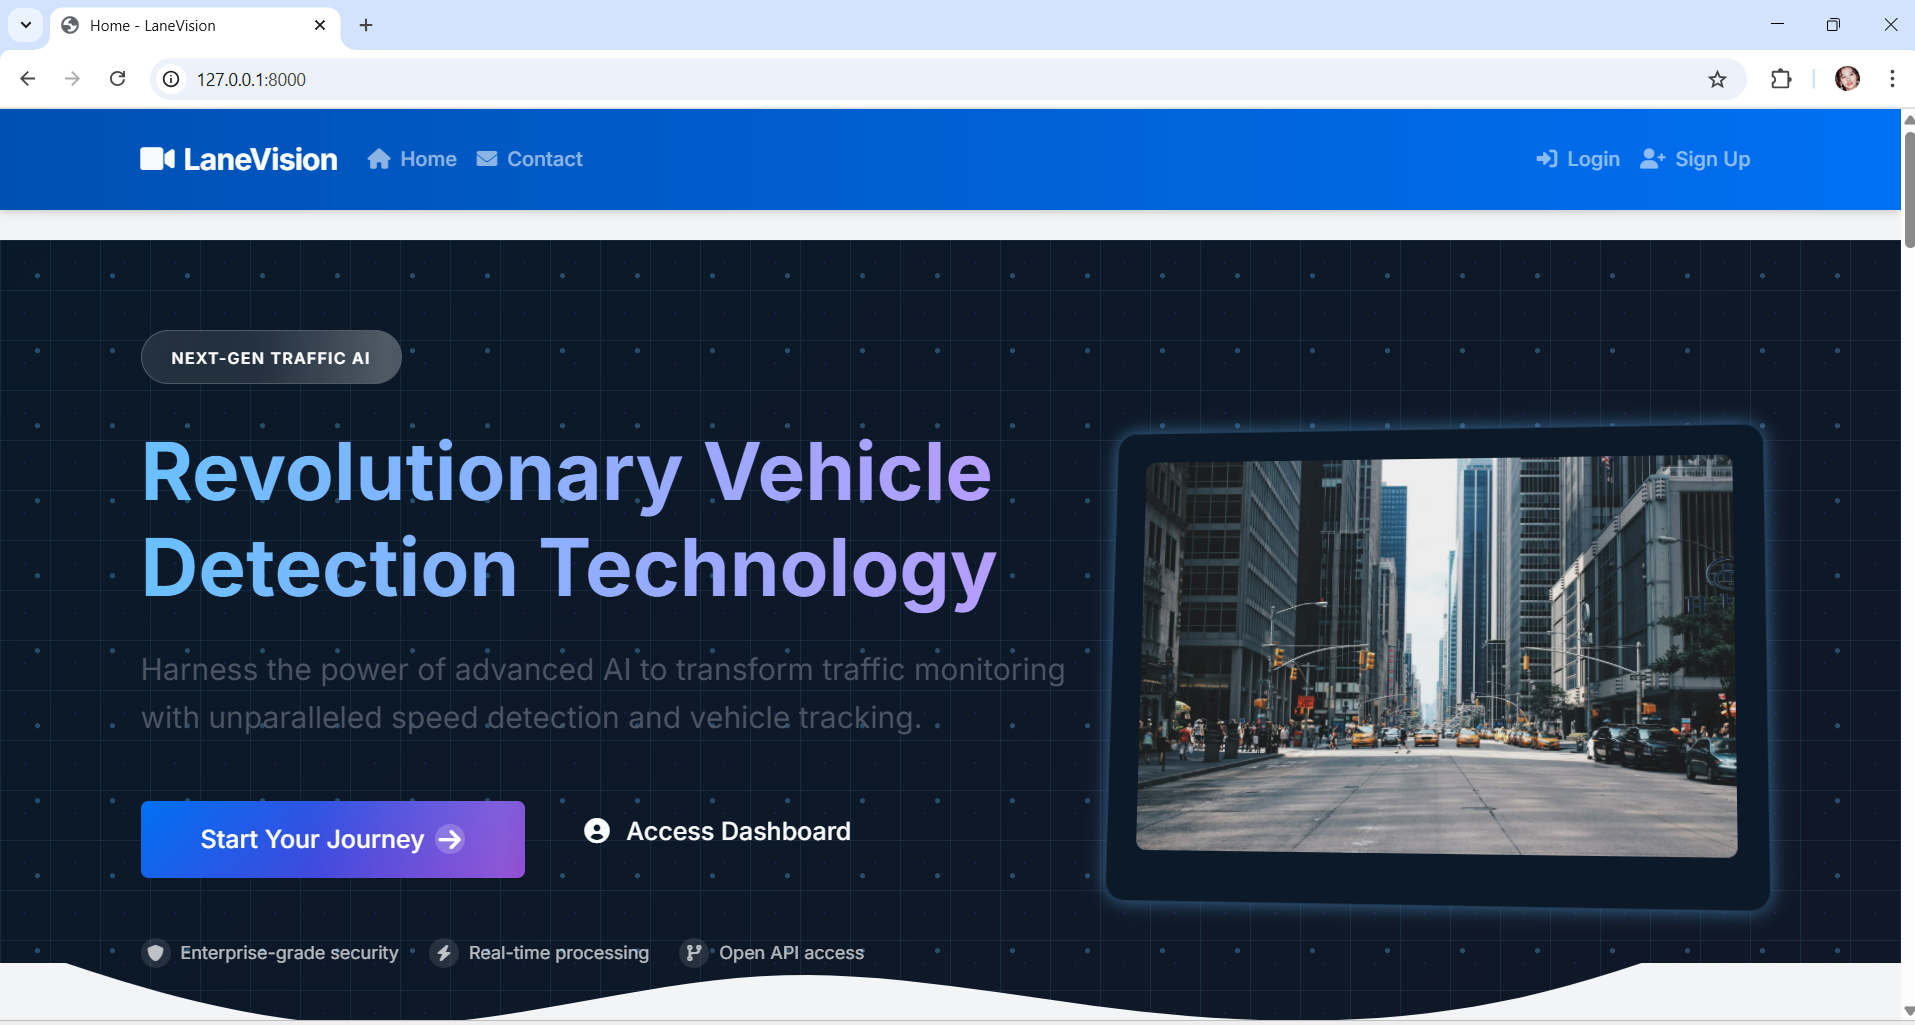 Home - LaneVision
127.0.0.1:8000
LaneVision
Home
Contact
Login
Sign Up
NEXT-GEN TRAFFIC AI
Revolutionary Vehicle
Detection Technology
Harness the power of advanced AI to transform traffic monitoring
with unparalleled speed detection and vehicle tracking.
Start Your Journey
Access Dashboard
Enterprise-grade security
Real-time processing
Open API access